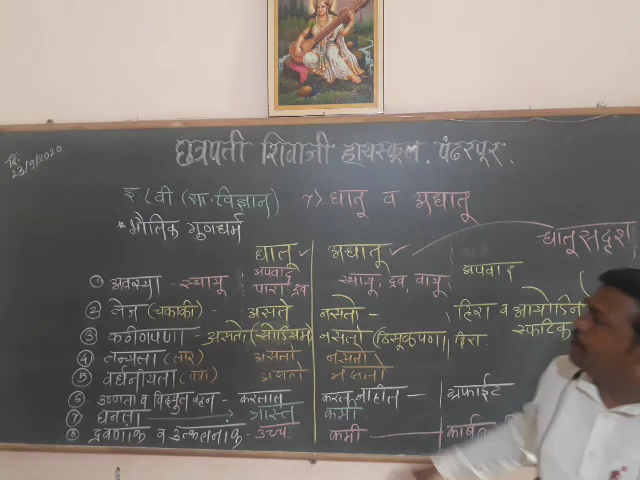 दि. 23/9/2020
छत्रपती शिवाजी हायस्कूल. पंढरपूर.
इ ८ वी (सा. विज्ञान) ७> धातू व अधातू
* भौतिक गुणधर्म धातूसदृश
धातू अधातू
अपवाद अपवाद
① अवस्था - स्थायू पारा - द्रव स्थायू, द्रव, वायू
② तेज (चकाकी) - असते नसते - हिरा व आयोडिन स्फटिक
③ कठीणपणा - असतो (सोडियम) नसतो (ठिसूळपणा) हिरा
④ तन्यता (तार) असतो नसतो
⑤ वर्धनीयता (पत्रा) असतो नसतो
⑥ उष्णता व विद्युत वहन - करतात करत नाहीत - ग्रफाईट
⑦ घनता जास्त कमी
⑧ द्रवणांक व उत्कलनांक - उच्च कमी